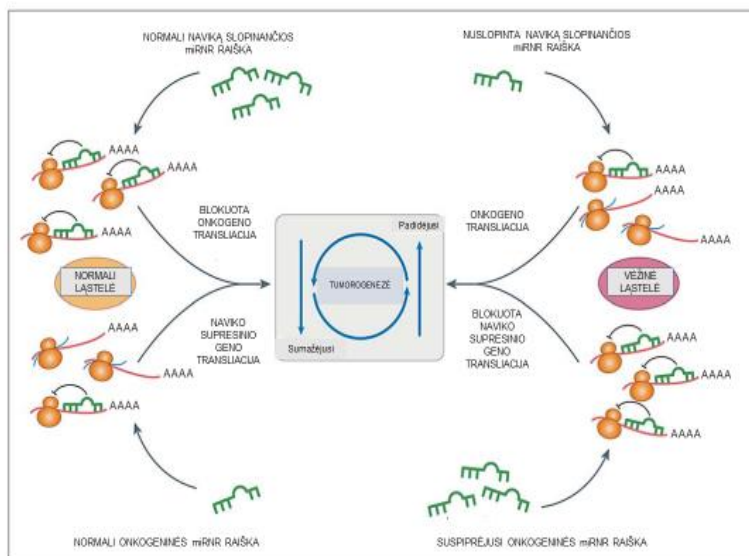 NORMALI NAVIKĄ SLOPINANČIOS
miRNR RAIŠKA
NUSLOPINTA NAVIKĄ SLOPINANČIOS
miRNR RAIŠKA
AAAA
AAAA
AAAA
BLOKUOTA
ONKOGENO
TRANSLIACIJA
NORMALI
LĄSTELĖ
NAVIKO
SUPRESINIO
GENO
TRANSLIACIJA
AAAA
AAAA
AAAA
Padidėjusi
TUMOROGENEZĖ
Sumažėjusi
AAAA
AAAA
AAAA
ONKOGENO
TRANSLIACIJA
VĖŽINĖ
LĄSTELĖ
BLOKUOTA
NAVIKO
SUPRESINIO
GENO
TRANSLIACIJA
AAAA
AAAA
AAAA
NORMALI ONKOGENINĖS miRNR RAIŠKA
SUSPIPRĖJUSI ONKOGENINĖS miRNR RAIŠKA